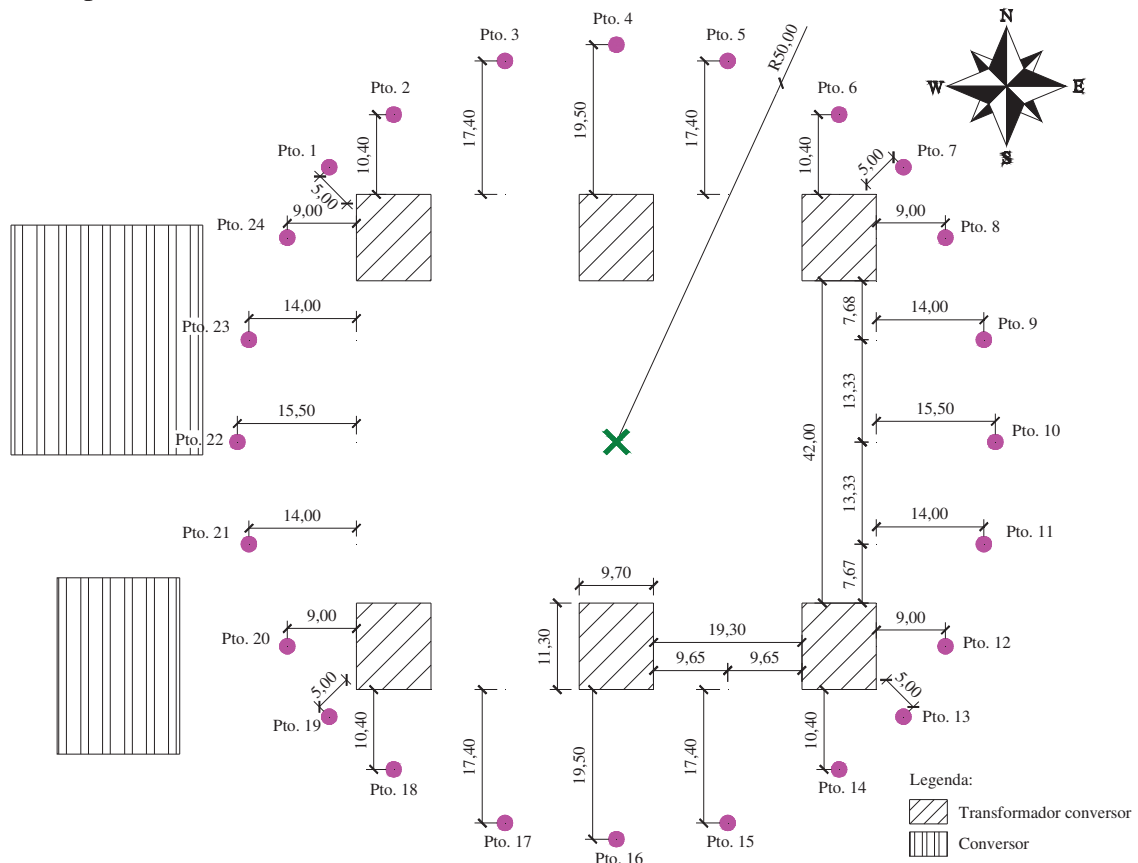 Pto. 4
Pto. 3
Pto. 5
N
R50,00
W
E
S
Pto. 2
Pto. 6
17,40
19,50
17,40
10,40
10,40
Pto. 1
5,00
Pto. 7
5,00
Pto. 24
9,00
9,00
Pto. 8
14,00
7,68
14,00
Pto. 23
Pto. 9
13,33
15,50
15,50
Pto. 22
Pto. 10
42,00
13,33
14,00
14,00
Pto. 21
Pto. 11
7,67
9,70
9,00
9,00
Pto. 20
11,30
19,30
Pto. 12
9,65
9,65
5,00
5,00
Pto. 19
Pto. 13
10,40
17,40
19,50
17,40
10,40
Pto. 18
Pto. 14
Pto. 17
Pto. 16
Pto. 15
Legenda:
Transformador conversor
Conversor